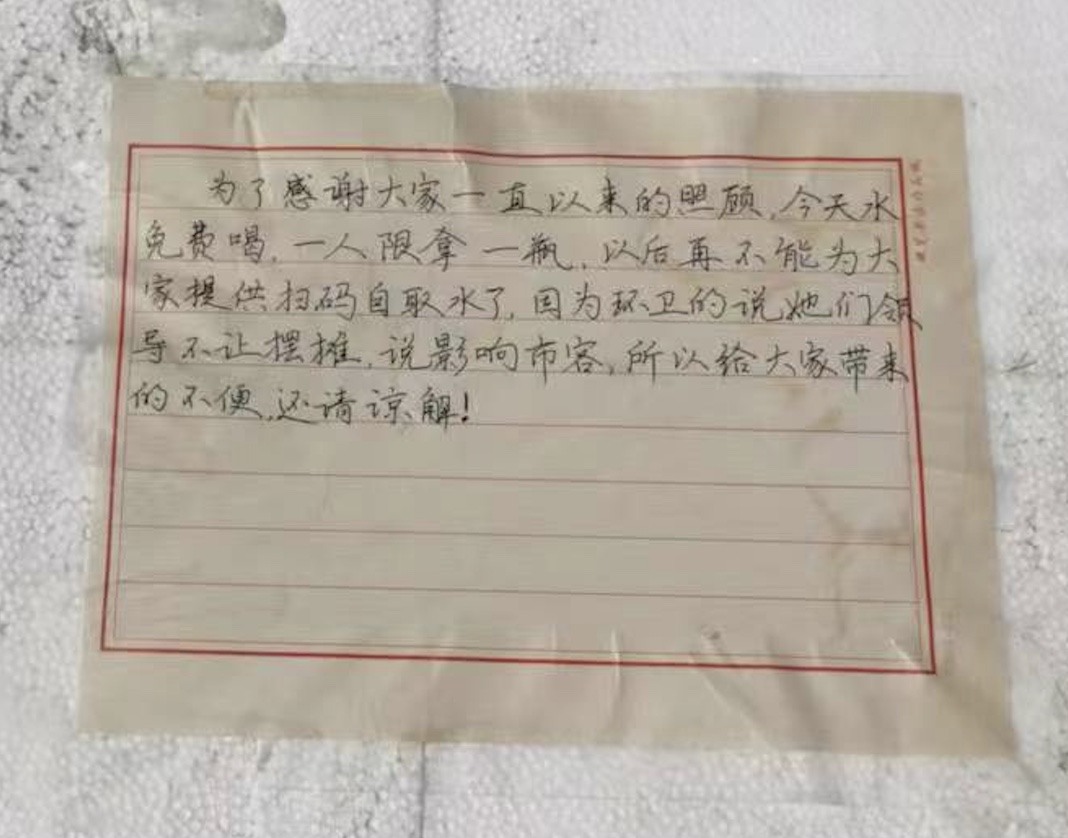 为了感谢大家一直以来的照顾,今天水
免费喝,一人限拿一瓶,以后再不能为大
家提供扫码自取水了,因为环卫的说她们领
导不让摆摊,说影响市容,所以给大家带来
的不便,还请谅解!